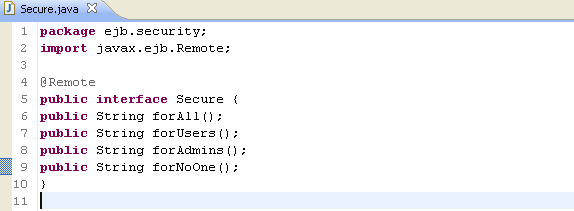 Secure.java
1 package ejb.security;
2 import javax.ejb.Remote;
3
4 @Remote
5 public interface Secure {
6 public String forAll();
7 public String forUsers();
8 public String forAdmins();
9 public String forNoOne();
10 }
11